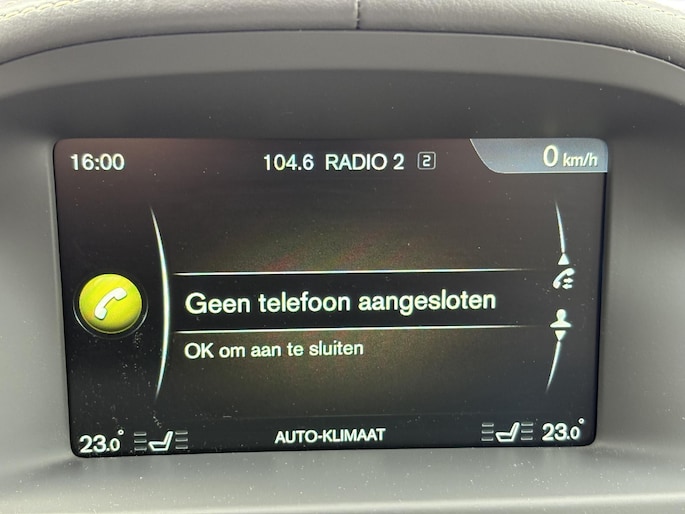 16:00 104.6 RADIO 2 2 0 km/h
Geen telefoon aangesloten
OK om aan te sluiten
23.0° AUTO-KLIMAAT 23.0°